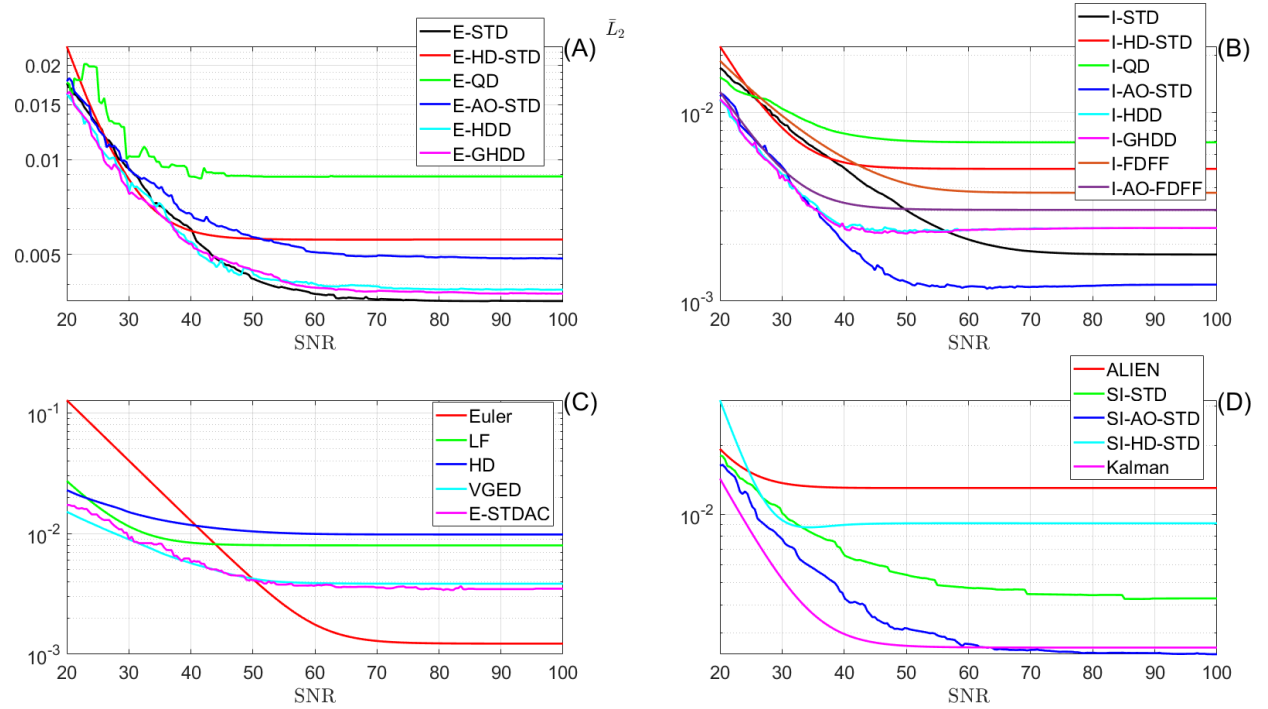 (A)
E-STD
E-HD-STD
E-QD
E-AO-STD
E-HDD
E-GHDD
0.02
0.015
0.01
0.005
20 30 40 50 60 70 80 90 100
SNR
L̄₂
(B)
I-STD
I-HD-STD
I-QD
I-AO-STD
I-HDD
I-GHDD
I-FDFF
I-AO-FDFF
10⁻²
10⁻³
20 30 40 50 60 70 80 90 100
SNR
(C)
Euler
LF
HD
VGED
E-STDAC
10⁻¹
10⁻²
10⁻³
20 30 40 50 60 70 80 90 100
SNR
(D)
ALIEN
SI-STD
SI-AO-STD
SI-HD-STD
Kalman
10⁻²
20 30 40 50 60 70 80 90 100
SNR